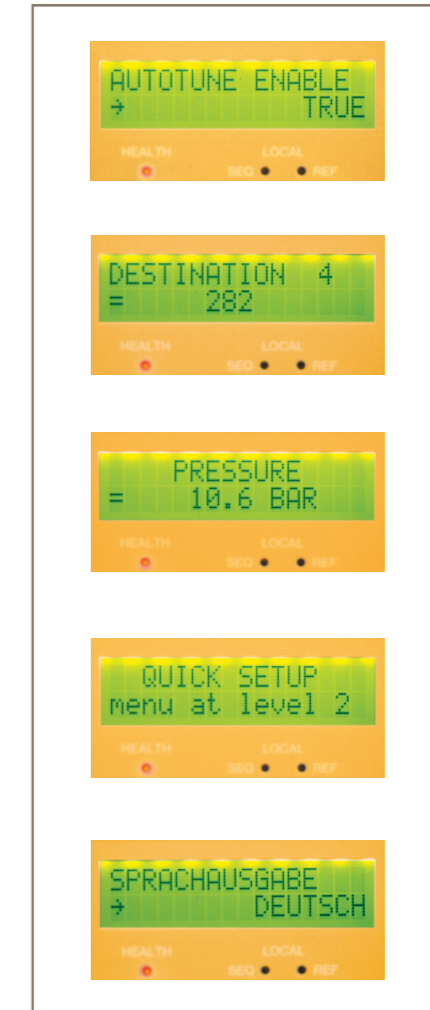 AUTOTUNE ENABLE
→ TRUE
HEALTH LOCAL
SEQ REF
DESTINATION 4
= 282
HEALTH LOCAL
SEQ REF
PRESSURE
= 10.6 BAR
HEALTH LOCAL
SEQ REF
QUICK SETUP
menu at level 2
HEALTH LOCAL
SEQ REF
SPRACHAUSGABE
→ DEUTSCH
HEALTH LOCAL
SEQ REF